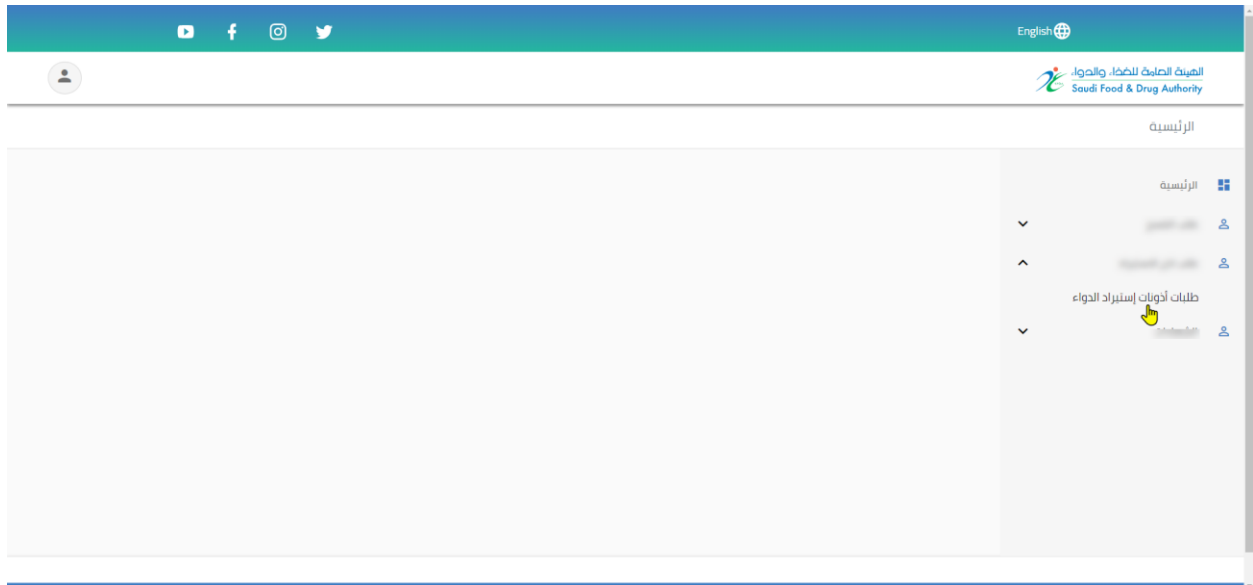 English
الهيئة العامة للغذاء والدواء
Saudi Food & Drug Authority
الرئيسية
الرئيسية
طلبات أذونات إستيراد الدواء